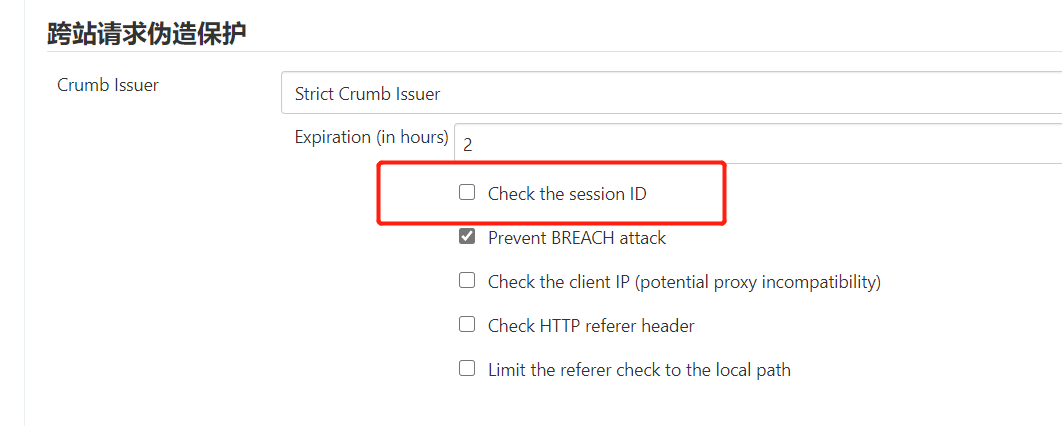 跨站请求伪造保护
Crumb Issuer
Strict Crumb Issuer
Expiration (in hours)
2
Check the session ID
Prevent BREACH attack
Check the client IP (potential proxy incompatibility)
Check HTTP referer header
Limit the referer check to the local path